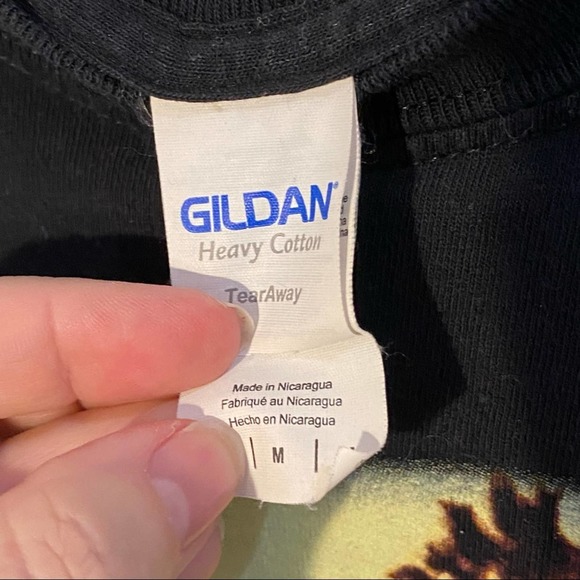 GILDAN®
Heavy Cotton
TearAway
Made in Nicaragua
Fabriqué au Nicaragua
Hecho en Nicaragua
| M |